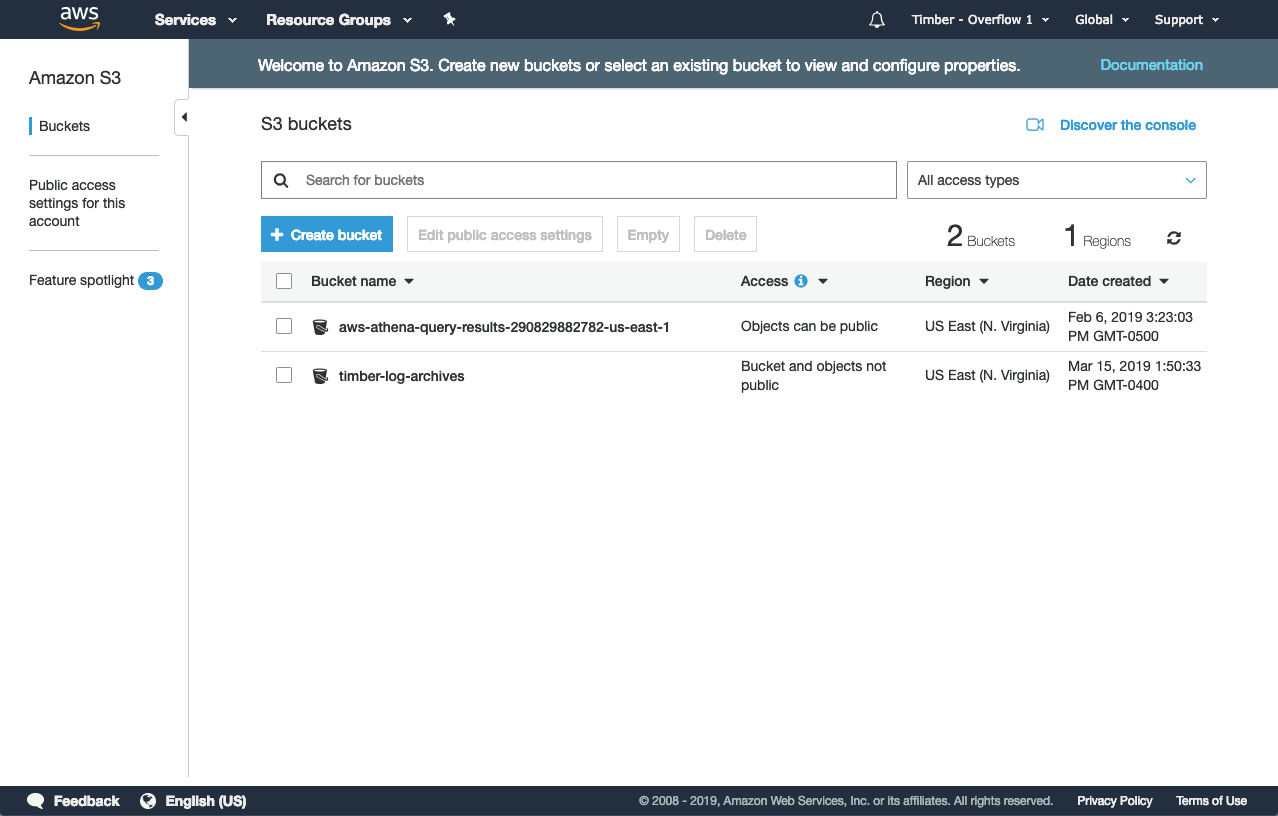 aws Services Resource Groups Timber - Overflow 1 Global Support
Amazon S3
Buckets
Public access
settings for this
account
Feature spotlight 3
Welcome to Amazon S3. Create new buckets or select an existing bucket to view and configure properties. Documentation
S3 buckets Discover the console
Search for buckets All access types
Create bucket Edit public access settings Empty Delete 2 Buckets 1 Regions
Bucket name Access Region Date created
aws-athena-query-results-290829882782-us-east-1 Objects can be public US East (N. Virginia) Feb 6, 2019 3:23:03
PM GMT-0500
timber-log-archives Bucket and objects not
public US East (N. Virginia) Mar 15, 2019 1:50:33
PM GMT-0400
Feedback English (US) © 2008 - 2019, Amazon Web Services, Inc. or its affiliates. All rights reserved. Privacy Policy Terms of Use